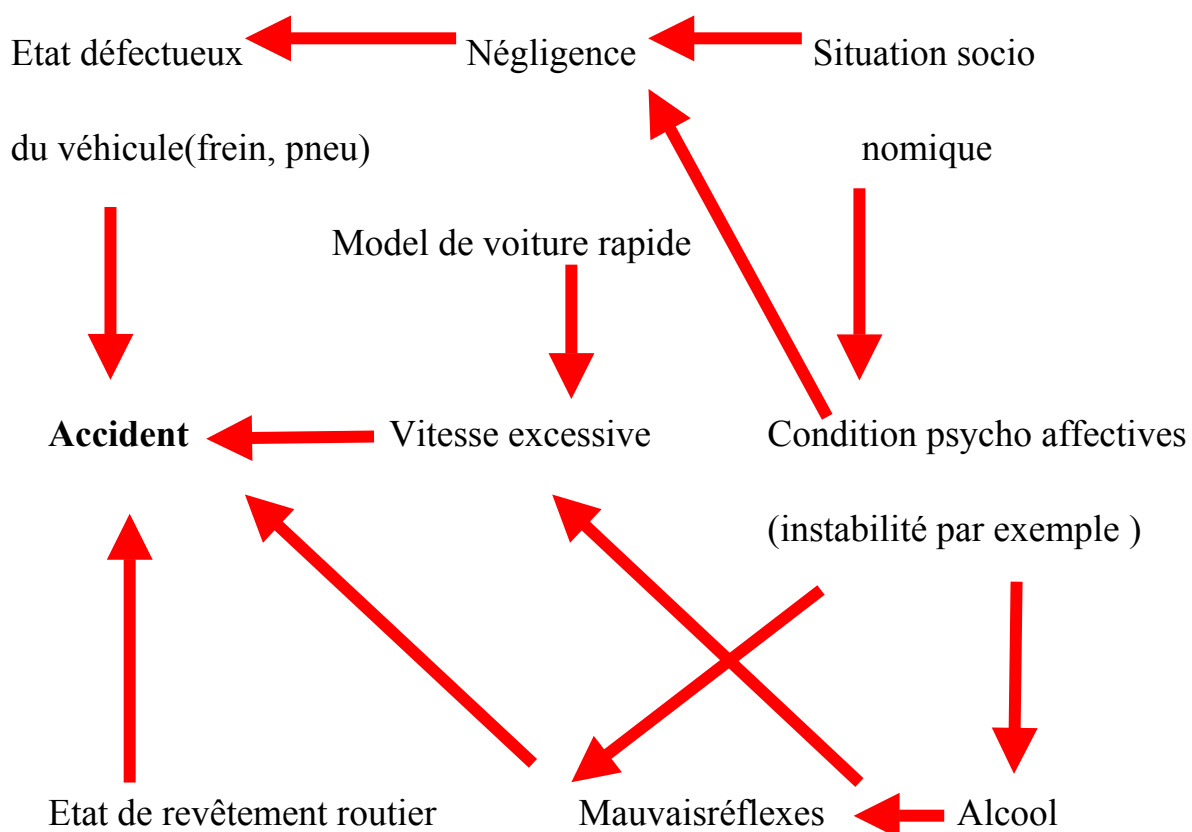 Etat défectueux Négligence Situation socio
du véhicule(frein, pneu) nomique
Model de voiture rapide
Accident Vitesse excessive Condition psycho affectives
(instabilité par exemple )
Etat de revêtement routier Mauvaisréflexes Alcool